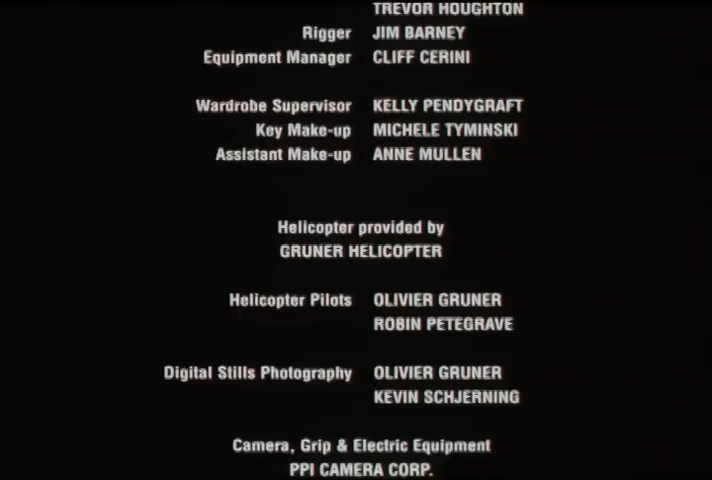 TREVOR HOUGHTON
Rigger JIM BARNEY
Equipment Manager CLIFF CERINI
Wardrobe Supervisor KELLY PENDYGRAFT
Key Make-up MICHELE TYMINSKI
Assistant Make-up ANNE MULLEN
Helicopter provided by
GRUNER HELICOPTER
Helicopter Pilots OLIVIER GRUNER
ROBIN PETEGRAVE
Digital Stills Photography OLIVIER GRUNER
KEVIN SCHJERNING
Camera, Grip & Electric Equipment
PPI CAMERA CORP.